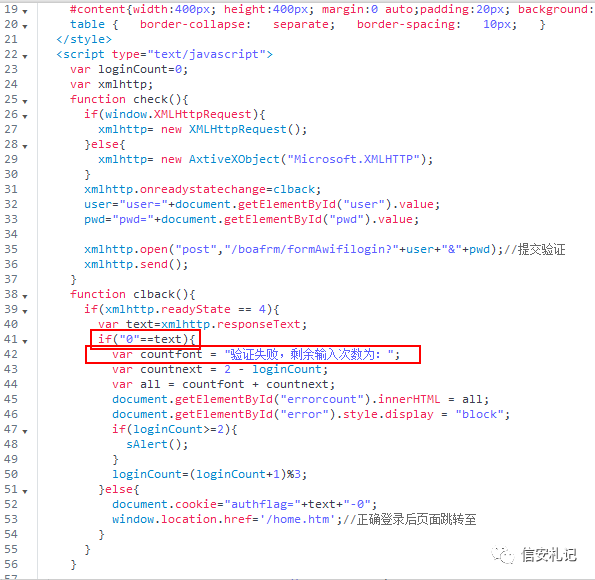 19 #content{width:400px; height:400px; margin:0 auto;padding:20px; background:
20 table { border-collapse: separate; border-spacing: 10px; }
21 </style>
22 <script type="text/javascript">
23 var loginCount=0;
24 var xmlhttp;
25 function check(){
26 if(window.XMLHttpRequest){
27 xmlhttp= new XMLHttpRequest();
28 }else{
29 xmlhttp= new AxtiveXObject("Microsoft.XMLHTTP");
30 }
31 xmlhttp.onreadystatechange=clback;
32 user="user="+document.getElementById("user").value;
33 pwd="pwd="+document.getElementById("pwd").value;
34
35 xmlhttp.open("post","/boafrm/formAwifilogin?"+user+"&"+pwd);//提交验证
36 xmlhttp.send();
37 }
38 function clback(){
39 if(xmlhttp.readyState == 4){
40 var text=xmlhttp.responseText;
41 if("0"==text){
42 var countfont = "验证失败，剩余输入次数为：";
43 var countnext = 2 - loginCount;
44 var all = countfont + countnext;
45 document.getElementById("errorcount").innerHTML = all;
46 document.getElementById("error").style.display = "block";
47 if(loginCount>=2){
48 sAlert();
49 }
50 loginCount=(loginCount+1)%3;
51 }else{
52 document.cookie="authflag="+text+"-0";
53 window.location.href='/home.htm';//正确登录后页面跳转至
54 }
55 }
56 }
57
信安札记